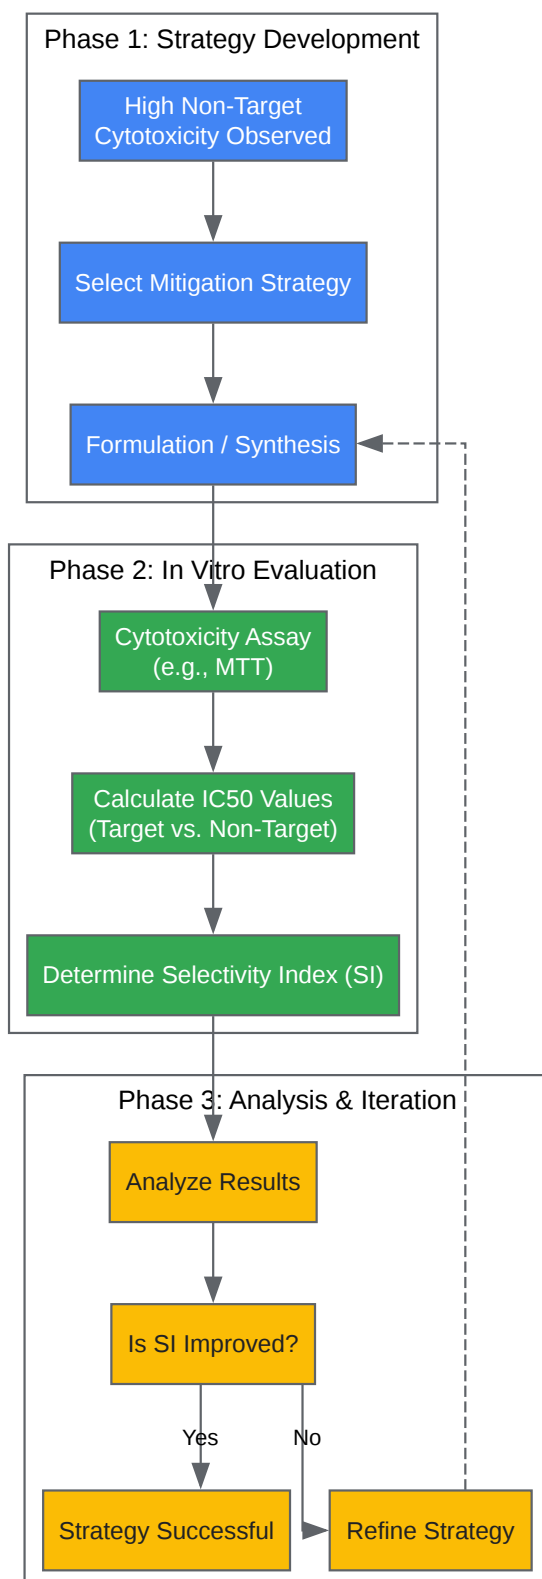 Phase 1: Strategy Development
High Non-Target
Cytotoxicity Observed
Select Mitigation Strategy
Formulation / Synthesis
Phase 2: In Vitro Evaluation
Cytotoxicity Assay
(e.g., MTT)
Calculate IC50 Values
(Target vs. Non-Target)
Determine Selectivity Index (SI)
Phase 3: Analysis & Iteration
Analyze Results
Is SI Improved?
Yes
No
Strategy Successful
Refine Strategy